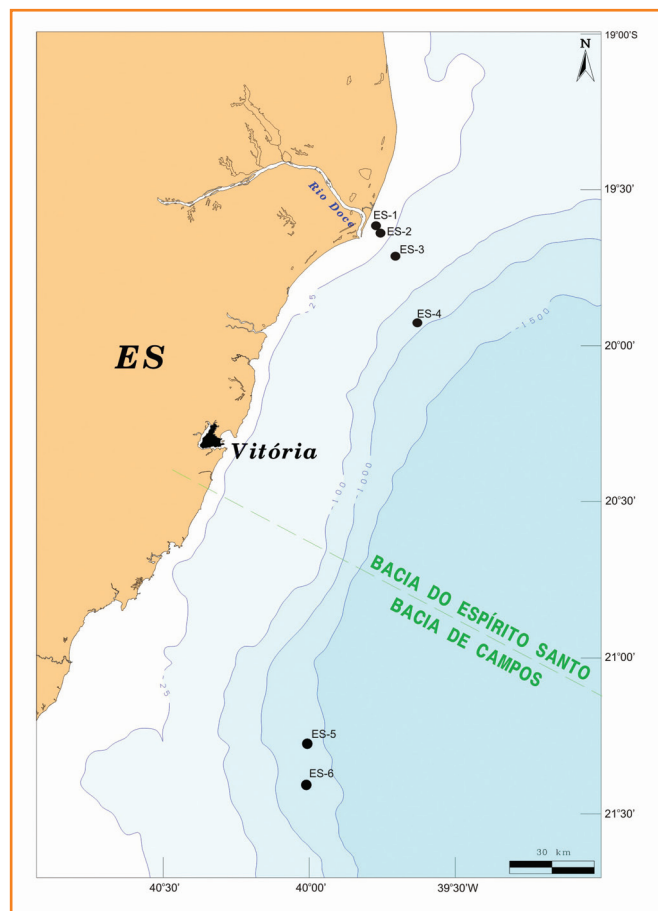 19°00'S
N
19°30'
Rio Doce
ES-1
ES-2
ES-3
-25
ES-4
-1500
ES
20°00'
Vitória
-100
-1000
20°30'
BACIA DO ESPÍRITO SANTO
BACIA DE CAMPOS
21°00'
-25
ES-5
ES-6
21°30'
30 km
40°30'
40°00'
39°30'W